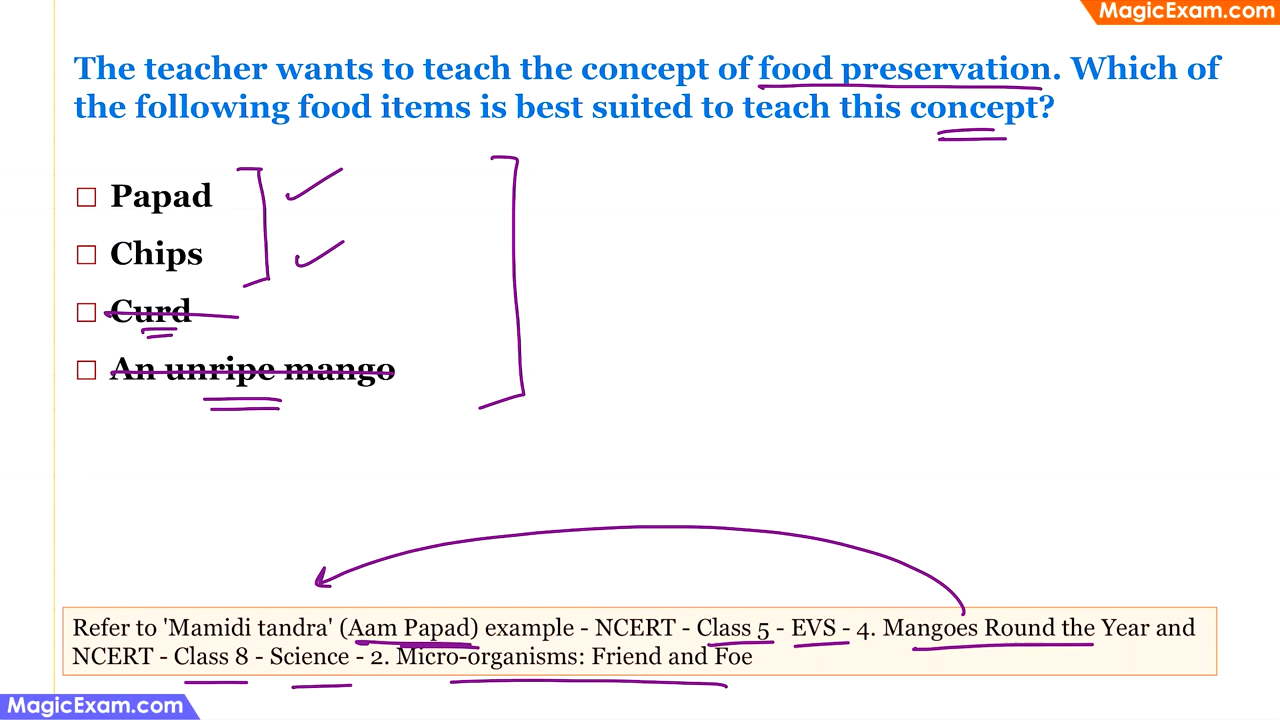 MagicExam.com
The teacher wants to teach the concept of food preservation. Which of
the following food items is best suited to teach this concept?
Papad
Chips
Curd
An unripe mango
Refer to 'Mamidi tandra' (Aam Papad) example - NCERT - Class 5 - EVS - 4. Mangoes Round the Year and
NCERT - Class 8 - Science - 2. Micro-organisms: Friend and Foe
MagicExam.com